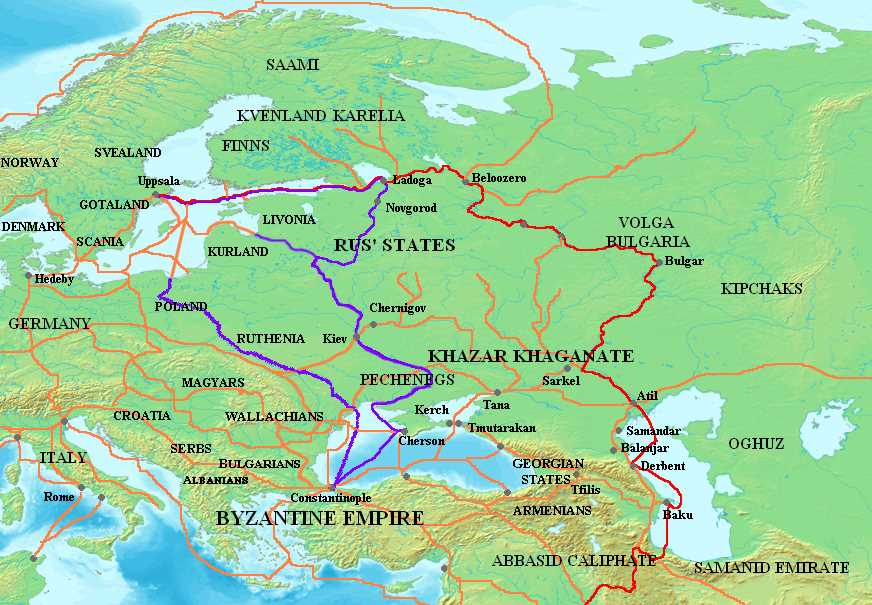 SAAMI
KVENLAND KARELIA
FINNS
SVEALAND
NORWAY
Uppsala
Ladoga
Beloozero
GOTALAND
Novgorod
LIVONIA
DENMARK
SCANIA
KURLAND
RUS' STATES
VOLGA
BULGARIA
Bulgar
Hedeby
KIPCHAKS
POLAND
Chernigov
GERMANY
RUTHENIA
Kiev
KHAZAR KHAGANATE
PECHENEGS
Sarkel
MAGYARS
Atil
Kerch
Tana
CROATIA
WALLACHIANS
Tmutarakan
Samandar
Cherson
OGHUZ
SERBS
Balanjar
ITALY
BULGARIANS
GEORGIAN
STATES
Derbent
ALBANIANS
Tfilis
Rome
Constantinople
ARMENIANS
Baku
BYZANTINE EMPIRE
ABBASID CALIPHATE
SAMANID EMIRATE